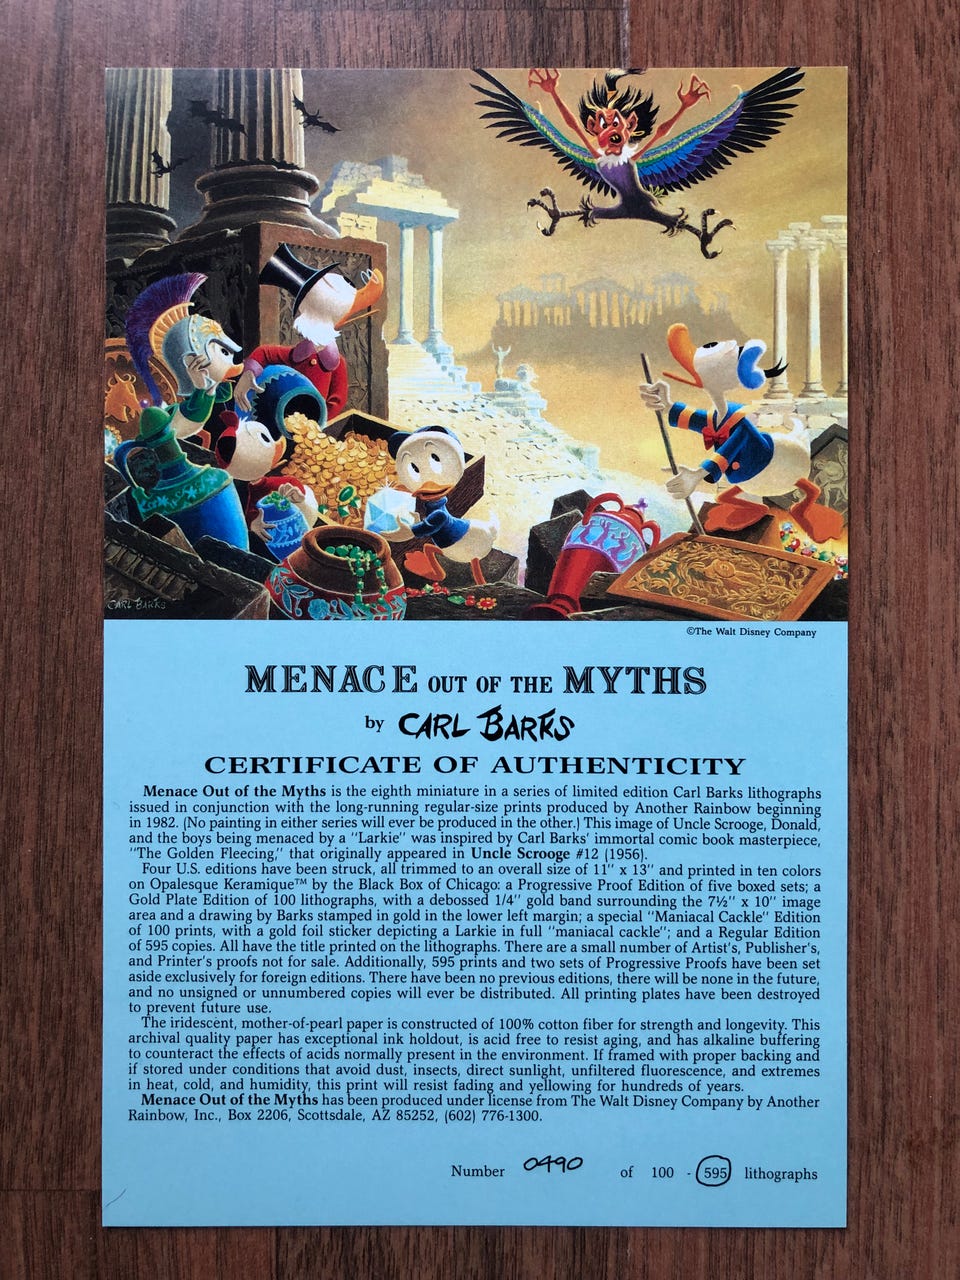 CARL BARKS
©The Walt Disney Company
MENACE OUT OF THE MYTHS
by CARL BARKS
CERTIFICATE OF AUTHENTICITY
Menace Out of the Myths is the eighth miniature in a series of limited edition Carl Barks lithographs
issued in conjunction with the long-running regular-size prints produced by Another Rainbow beginning
in 1982. (No painting in either series will ever be produced in the other.) This image of Uncle Scrooge, Donald,
and the boys being menaced by a "Larkie" was inspired by Carl Barks' immortal comic book masterpiece,
"The Golden Fleecing," that originally appeared in Uncle Scrooge #12 (1956).
Four U.S. editions have been struck, all trimmed to an overall size of 11" x 13" and printed in ten colors
on Opalesque Keramique™ by the Black Box of Chicago: a Progressive Proof Edition of five boxed sets; a
Gold Plate Edition of 100 lithographs, with a debossed 1/4" gold band surrounding the 7½" x 10" image
area and a drawing by Barks stamped in gold in the lower left margin; a special "Maniacal Cackle" Edition
of 100 prints, with a gold foil sticker depicting a Larkie in full "maniacal cackle"; and a Regular Edition
of 595 copies. All have the title printed on the lithographs. There are a small number of Artist's, Publisher's,
and Printer's proofs not for sale. Additionally, 595 prints and two sets of Progressive Proofs have been set
aside exclusively for foreign editions. There have been no previous editions, there will be none in the future,
and no unsigned or unnumbered copies will ever be distributed. All printing plates have been destroyed
to prevent future use.
The iridescent, mother-of-pearl paper is constructed of 100% cotton fiber for strength and longevity. This
archival quality paper has exceptional ink holdout, is acid free to resist aging, and has alkaline buffering
to counteract the effects of acids normally present in the environment. If framed with proper backing and
if stored under conditions that avoid dust, insects, direct sunlight, unfiltered fluorescence, and extremes
in heat, cold, and humidity, this print will resist fading and yellowing for hundreds of years.
Menace Out of the Myths has been produced under license from The Walt Disney Company by Another
Rainbow, Inc., Box 2206, Scottsdale, AZ 85252, (602) 776-1300.
Number 0490 of 100 - 595 lithographs